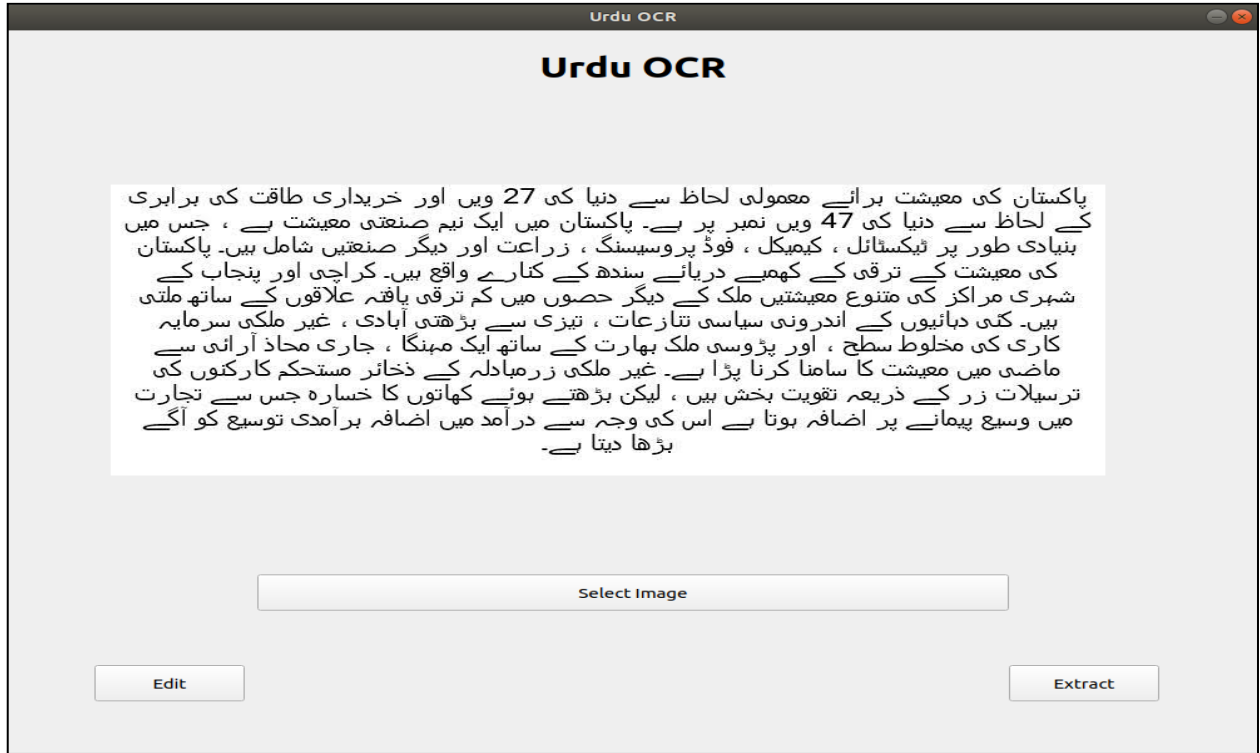 Urdu OCR
Urdu OCR
پاکستان کی معیشت برائے معمولی لحاظ سے دنیا کی 27 ویں اور خریداری طاقت کی برابری
کے لحاظ سے دنیا کی 47 ویں نمبر پر ہے۔ پاکستان میں ایک نیم صنعتی معیشت ہے ، جس میں
بنیادی طور پر ٹیکسٹائل ، کیمیکل ، فوڈ پروسیسنگ ، زراعت اور دیگر صنعتیں شامل ہیں۔ پاکستان
کی معیشت کے ترقی کے کھمبے دریائے سندھ کے کنارے واقع ہیں۔ کراچی اور پنجاب کے
شہری مراکز کی متنوع معیشتیں ملک کے دیگر حصوں میں کم ترقی یافتہ علاقوں کے ساتھ ملتی
ہیں۔ کئی دہائیوں کے اندرونی سیاسی تنازعات ، تیزی سے بڑھتی آبادی ، غیر ملکی سرمایہ
کاری کی مخلوط سطح ، اور پڑوسی ملک بھارت کے ساتھ ایک مہنگا ، جاری محاذ آرائی سے
ماضی میں معیشت کا سامنا کرنا پڑا ہے۔ غیر ملکی زرمبادلہ کے ذخائر مستحکم کارکنوں کی
ترسیلات زر کے ذریعہ تقویت بخش ہیں ، لیکن بڑھتے ہوئے کھاتوں کا خسارہ جس سے تجارت
میں وسیع پیمانے پر اضافہ ہوتا ہے اس کی وجہ سے درآمد میں اضافہ برآمدی توسیع کو آگے
بڑھا دیتا ہے۔
Select Image
Edit
Extract